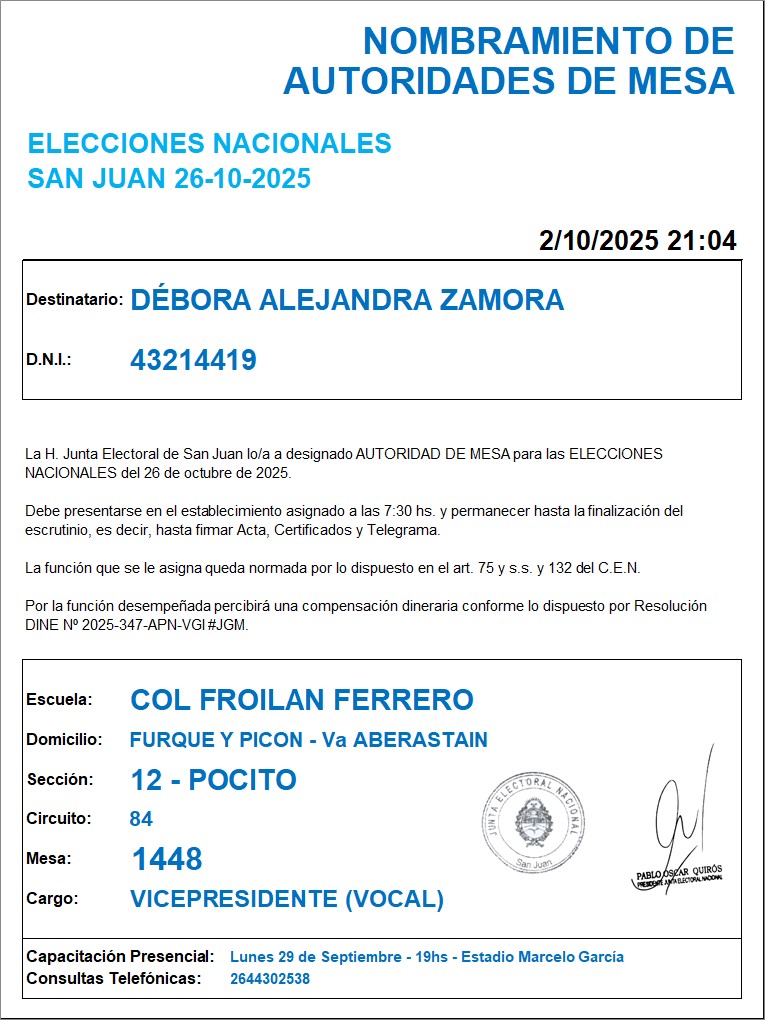 NOMBRAMIENTO DE
AUTORIDADES DE MESA
ELECCIONES NACIONALES
SAN JUAN 26-10-2025
2/10/2025 21:04
Destinatario: DÉBORA ALEJANDRA ZAMORA
D.N.I.: 43214419
La H. Junta Electoral de San Juan lo/a a designado AUTORIDAD DE MESA para las ELECCIONES
NACIONALES del 26 de octubre de 2025.
Debe presentarse en el establecimiento asignado a las 7:30 hs. y permanecer hasta la finalización del
escrutinio, es decir, hasta firmar Acta, Certificados y Telegrama.
La función que se le asigna queda normada por lo dispuesto en el art. 75 y s.s. y 132 del C.E.N.
Por la función desempeñada percibirá una compensación dineraria conforme lo dispuesto por Resolución
DINE Nº 2025-347-APN-VGI#JGM.
Escuela: COL FROILAN FERRERO
Domicilio: FURQUE Y PICON - Va ABERASTAIN
Sección: 12 - POCITO
Circuito: 84
Mesa: 1448
Cargo: VICEPRESIDENTE (VOCAL)
JUNTA ELECTORAL NACIONAL
San Juan
PABLO OSCAR QUIRÓS
PRESIDENTE JUNTA ELECTORAL NACIONAL
Capacitación Presencial: Lunes 29 de Septiembre - 19hs - Estadio Marcelo García
Consultas Telefónicas: 2644302538